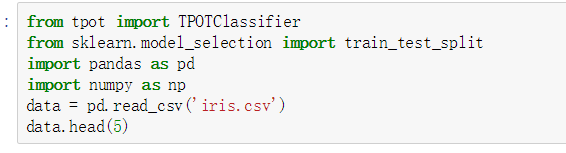 :
from tpot import TPOTClassifier
from sklearn.model_selection import train_test_split
import pandas as pd
import numpy as np
data = pd.read_csv('iris.csv')
data.head(5)